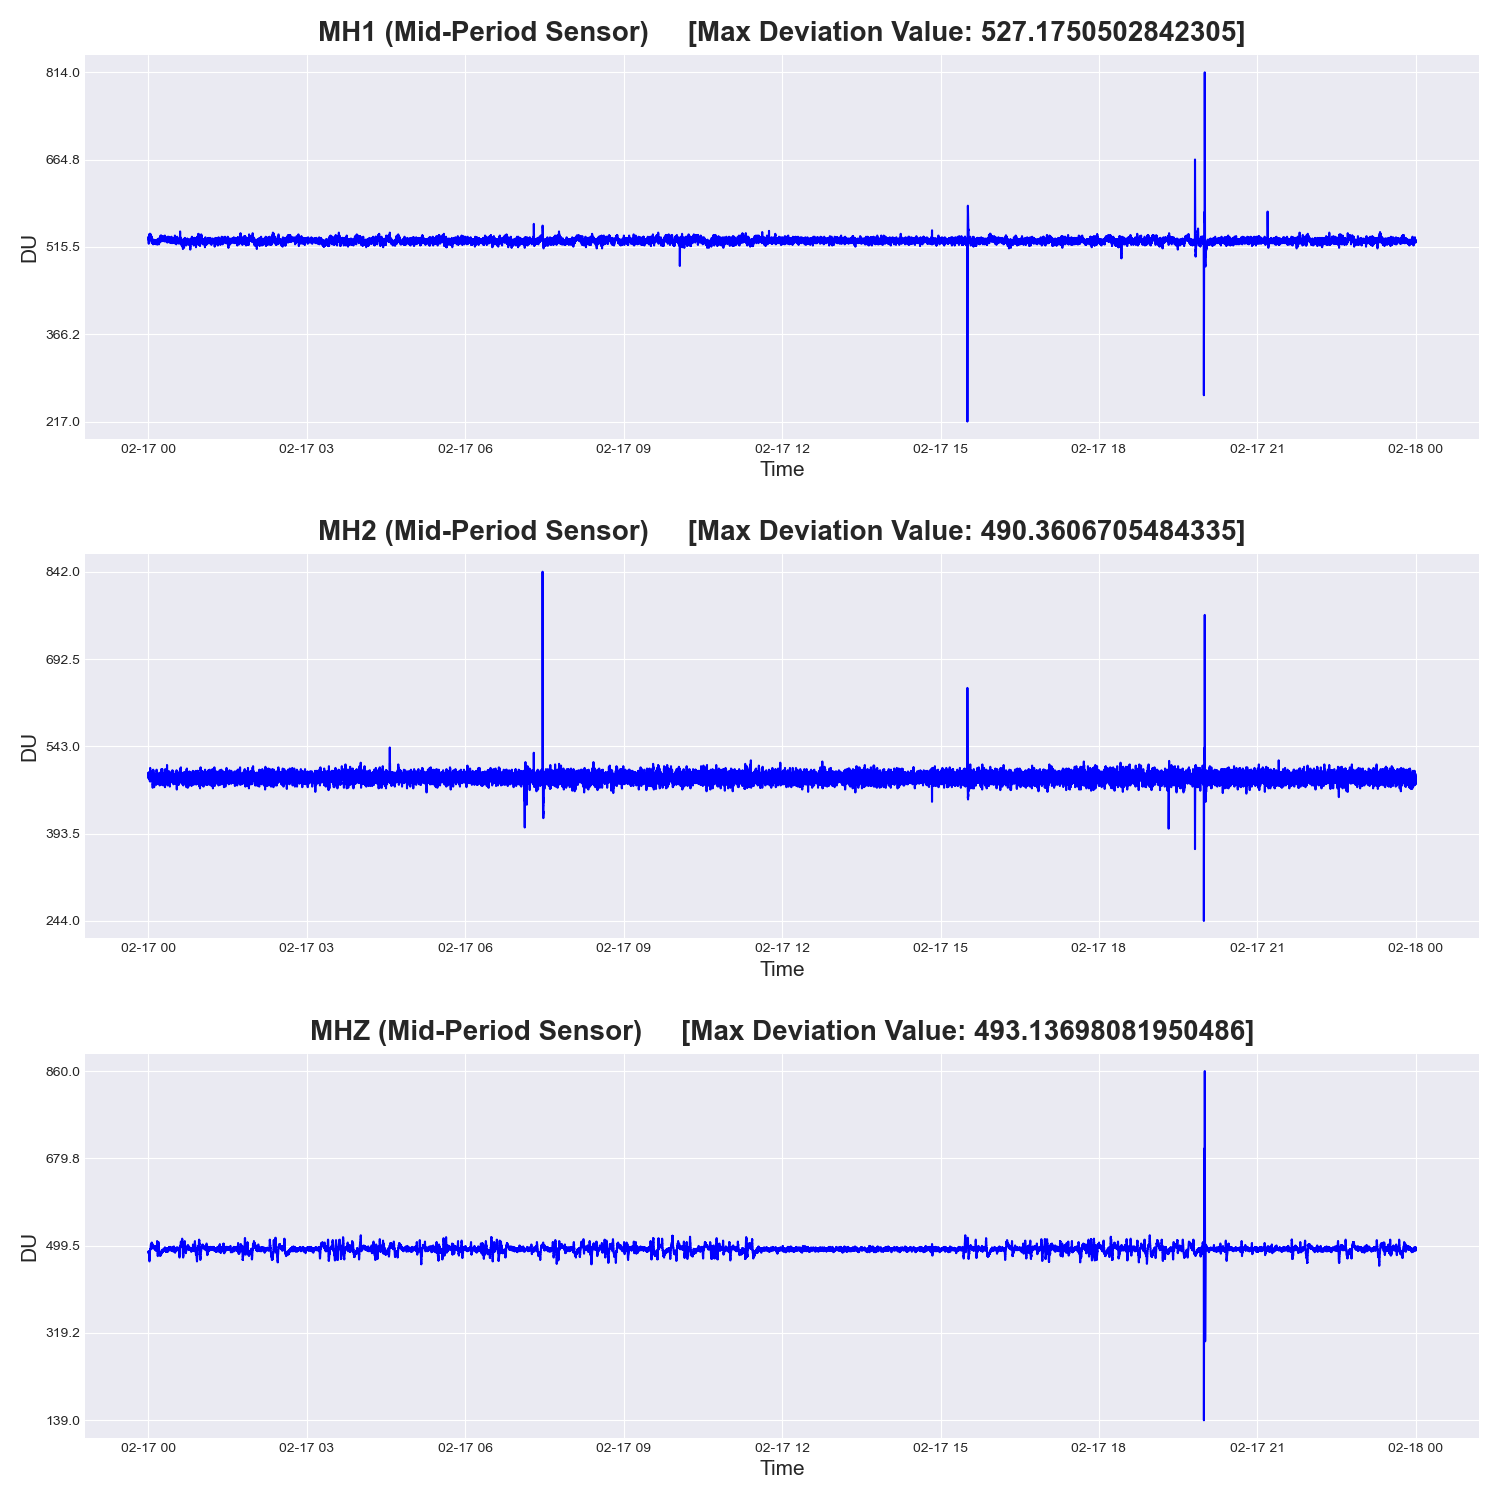 MH1 (Mid-Period Sensor)     [Max Deviation Value: 527.1750502842305]
814.0
664.8
515.5
366.2
217.0
DU
02-17 00 02-17 03 02-17 06 02-17 09 02-17 12 02-17 15 02-17 18 02-17 21 02-18 00
Time
MH2 (Mid-Period Sensor)     [Max Deviation Value: 490.3606705484335]
842.0
692.5
543.0
393.5
244.0
DU
02-17 00 02-17 03 02-17 06 02-17 09 02-17 12 02-17 15 02-17 18 02-17 21 02-18 00
Time
MHZ (Mid-Period Sensor)     [Max Deviation Value: 493.13698081950486]
860.0
679.8
499.5
319.2
139.0
DU
02-17 00 02-17 03 02-17 06 02-17 09 02-17 12 02-17 15 02-17 18 02-17 21 02-18 00
Time